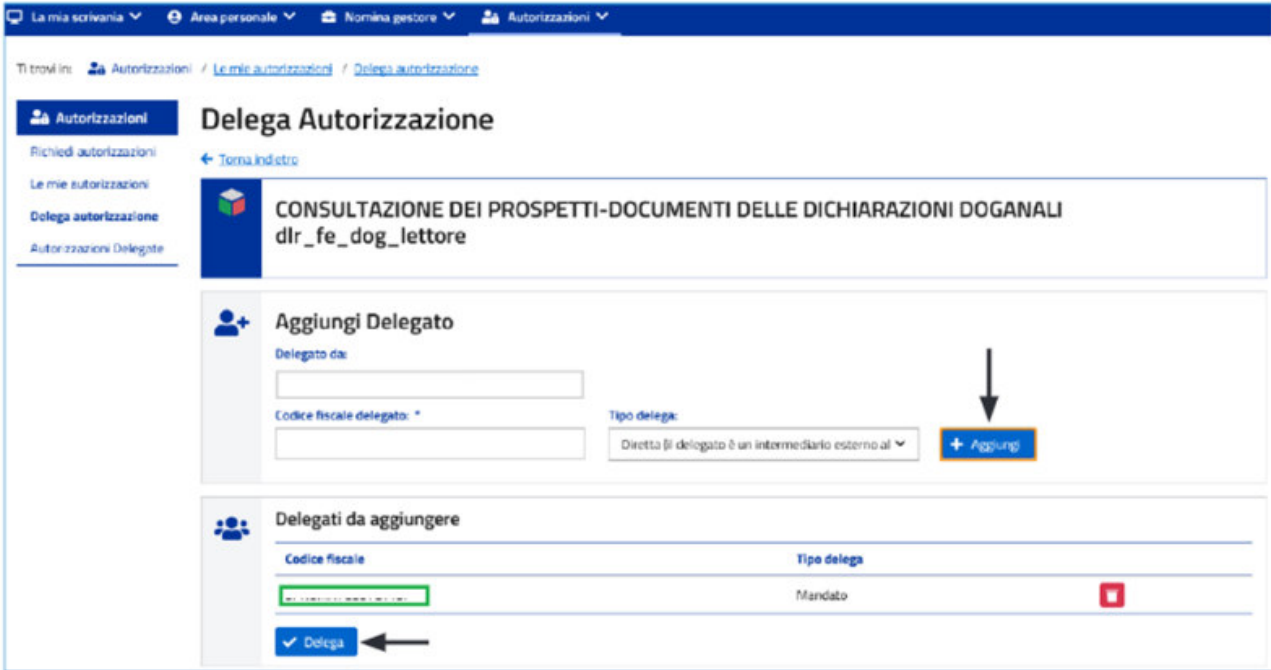 La mia scrivania Area personale Nomina gestore Autorizzazioni
Ti trovi in: Autorizzazioni / Le mie autorizzazioni / Delega autorizzazione
Autorizzazioni
Richiedi autorizzazioni
Le mie autorizzazioni
Delega autorizzazione
Autorizzazioni Delegate
Delega Autorizzazione
Torna indietro
CONSULTAZIONE DEI PROSPETTI-DOCUMENTI DELLE DICHIARAZIONI DOGANALI
dlr_fe_dog_lettore
Aggiungi Delegato
Delegato da:
Codice fiscale delegato: *
Tipo delega:
Diretta (il delegato è un intermediario esterno al
+ Aggiungi
Delegati da aggiungere
Codice fiscale Tipo delega
Mandato
Delega